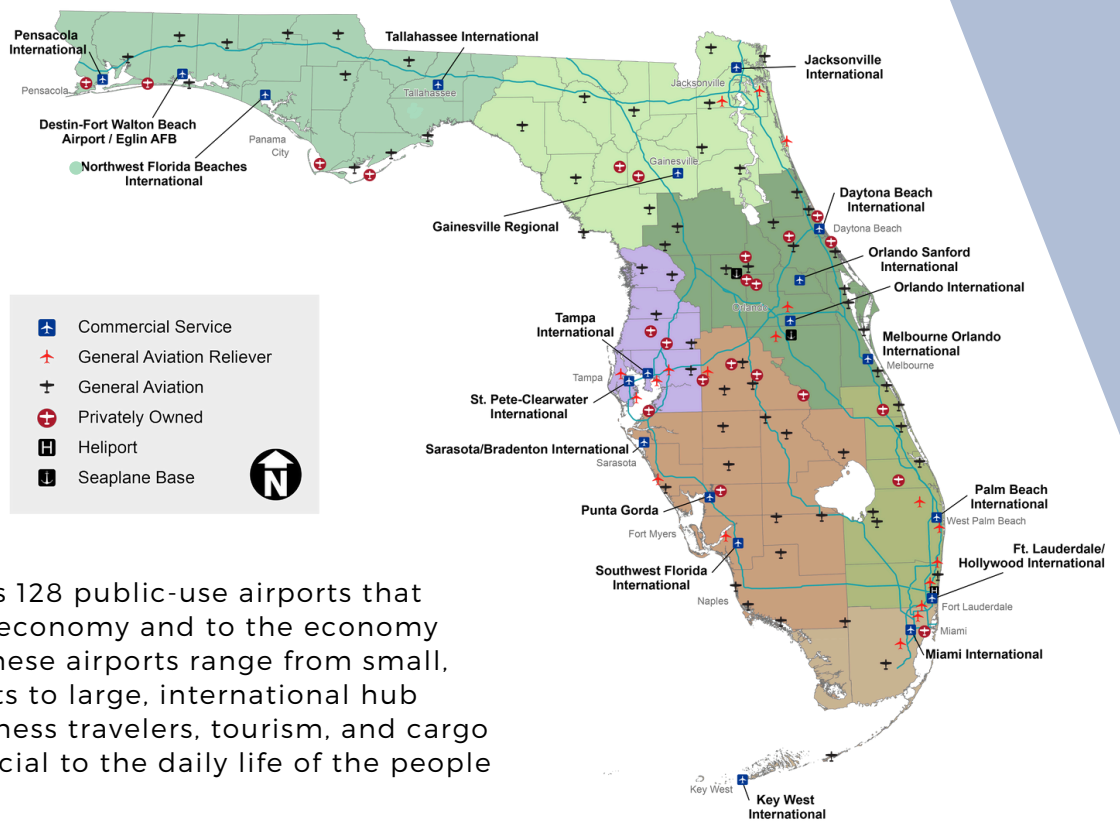 Pensacola
International
Tallahassee International
Jacksonville
International
Jacksonville
Pensacola
Tallahassee
Destin-Fort Walton Beach
Airport / Eglin AFB
Panama
City
Northwest Florida Beaches
International
Gainesville
Gainesville Regional
Daytona Beach
International
Daytona Beach
Orlando Sanford
International
Orlando International
Orlando
Tampa
International
Melbourne Orlando
International
Melbourne
Tampa
St. Pete-Clearwater
International
Sarasota/Bradenton International
Sarasota
Punta Gorda
Fort Myers
Southwest Florida
International
Naples
Palm Beach
International
West Palm Beach
Ft. Lauderdale/
Hollywood International
Fort Lauderdale
Miami
Miami International
Key West
Key West
International
Commercial Service
General Aviation Reliever
General Aviation
Privately Owned
H Heliport
Seaplane Base
N
H
s 128 public-use airports that
economy and to the economy
hese airports range from small,
ts to large, international hub
ness travelers, tourism, and cargo
cial to the daily life of the people